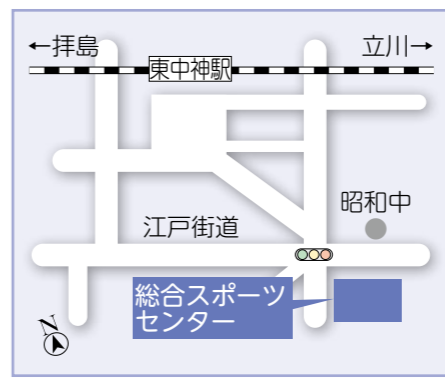 ←拝島
立川→
東中神駅
昭和中
江戸街道
総合スポーツ
センター
N